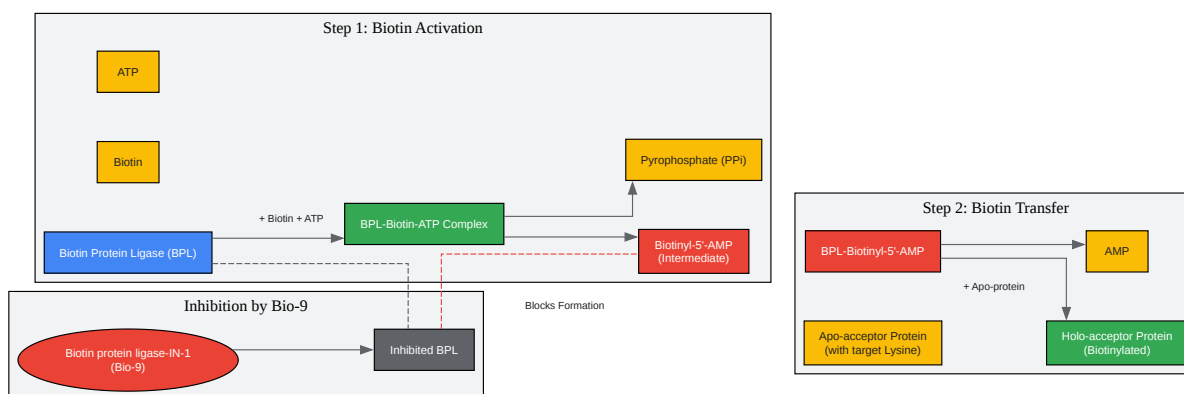 Step 1: Biotin Activation
ATP
Biotin
Pyrophosphate (PPi)
+ Biotin + ATP
BPL-Biotin-ATP Complex
Biotin Protein Ligase (BPL)
Biotinyl-5'-AMP
(Intermediate)
Blocks Formation
Inhibition by Bio-9
Biotin protein ligase-IN-1
(Bio-9)
Inhibited BPL
Step 2: Biotin Transfer
BPL-Biotinyl-5'-AMP
AMP
+ Apo-protein
Apo-acceptor Protein
(with target Lysine)
Holo-acceptor Protein
(Biotinylated)